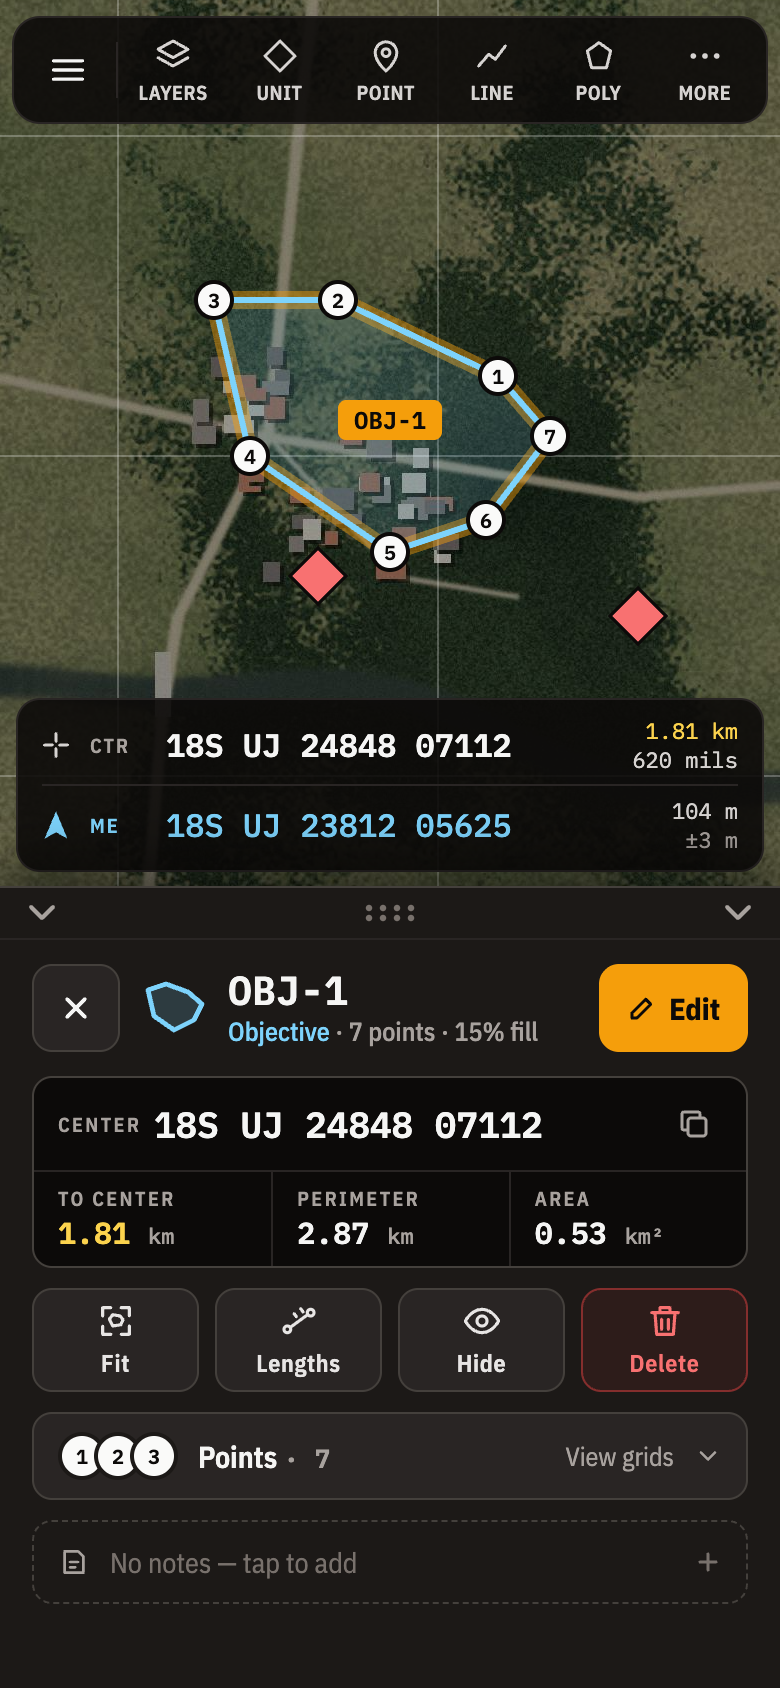 LAYERS
UNIT
POINT
LINE
POLY
MORE
3
2
1
OBJ-1
7
4
6
5
CTR 18S UJ 24848 07112 1.81 km
620 mils
ME 18S UJ 23812 05625 104 m
±3 m
OBJ-1
Objective · 7 points · 15% fill
Edit
CENTER 18S UJ 24848 07112
TO CENTER
1.81 km
PERIMETER
2.87 km
AREA
0.53 km²
Fit
Lengths
Hide
Delete
1 2 3 Points · 7 View grids
No notes — tap to add